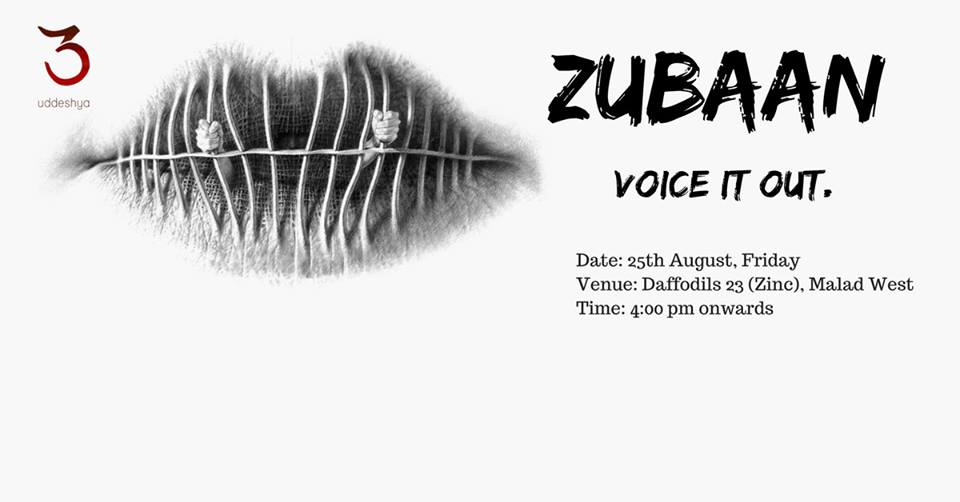 उ
uddeshya
ZUBAAN
VOICE IT OUT.
Date: 25th August, Friday
Venue: Daffodils 23 (Zinc), Malad West
Time: 4:00 pm onwards